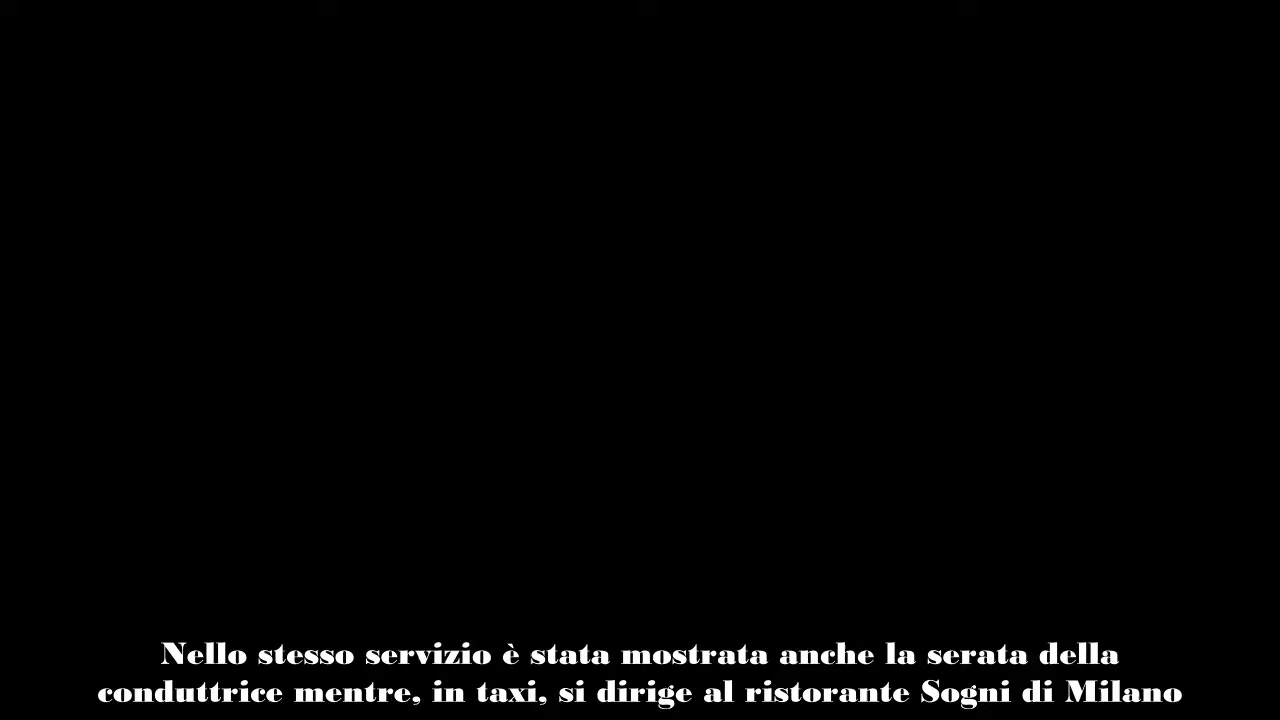 Nello stesso servizio è stata mostrata anche la serata della
conduttrice mentre, in taxi, si dirige al ristorante Sogni di Milano